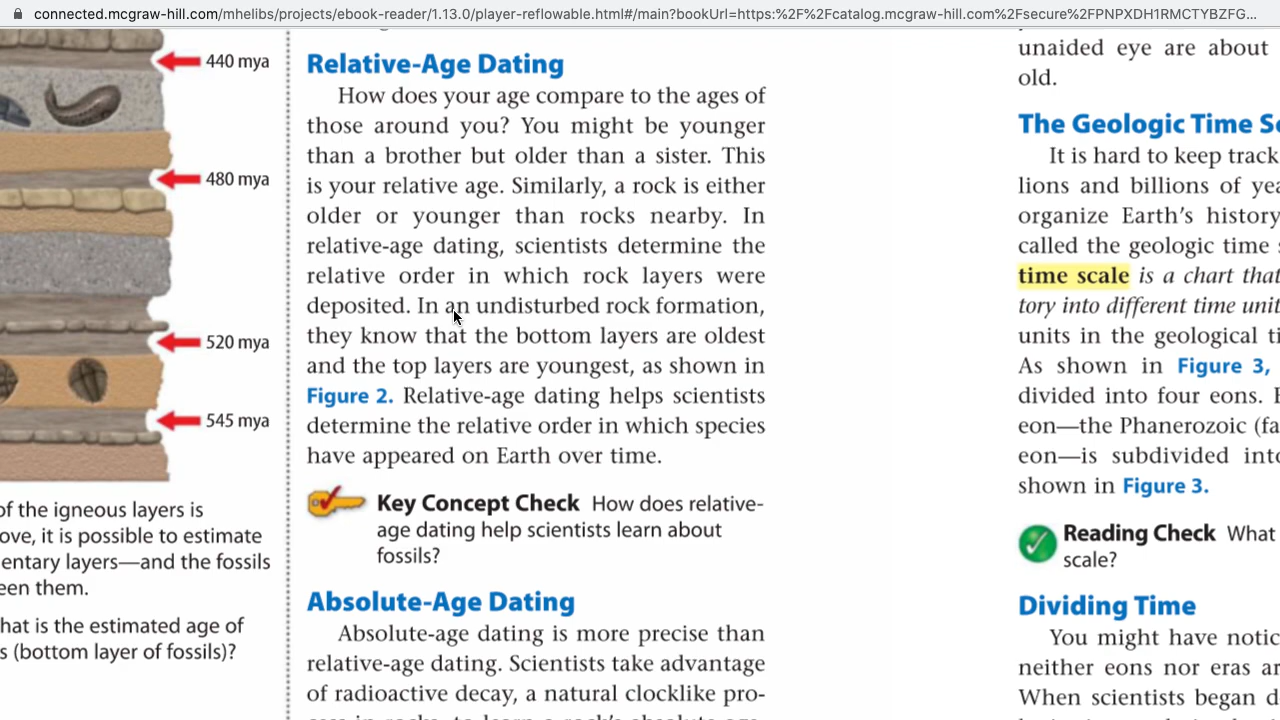 connected.mcgraw-hill.com/mhelibs/projects/ebook-reader/1.13.0/player-reflowable.html#/main?bookUrl=https:%2F%2Fcatalog.mcgraw-hill.com%2Fsecure%2FPNPXDH1RMCTYBZFG...
440 mya
480 mya
520 mya
545 mya
of the igneous layers is
ove, it is possible to estimate
entary layers—and the fossils
een them.
hat is the estimated age of
s (bottom layer of fossils)?
Relative-Age Dating
How does your age compare to the ages of
those around you? You might be younger
than a brother but older than a sister. This
is your relative age. Similarly, a rock is either
older or younger than rocks nearby. In
relative-age dating, scientists determine the
relative order in which rock layers were
deposited. In an undisturbed rock formation,
they know that the bottom layers are oldest
and the top layers are youngest, as shown in
Figure 2. Relative-age dating helps scientists
determine the relative order in which species
have appeared on Earth over time.
Key Concept Check How does relative-
age dating help scientists learn about
fossils?
Absolute-Age Dating
Absolute-age dating is more precise than
relative-age dating. Scientists take advantage
of radioactive decay, a natural clocklike pro-
unaided eye are about
old.
The Geologic Time Sc
It is hard to keep track
lions and billions of yea
organize Earth's history
called the geologic time s
time scale is a chart that
tory into different time unit
units in the geological ti
As shown in Figure 3,
divided into four eons. E
eon—the Phanerozoic (fa
eon—is subdivided into
shown in Figure 3.
Reading Check What
scale?
Dividing Time
You might have notic
neither eons nor eras ar
When scientists began d